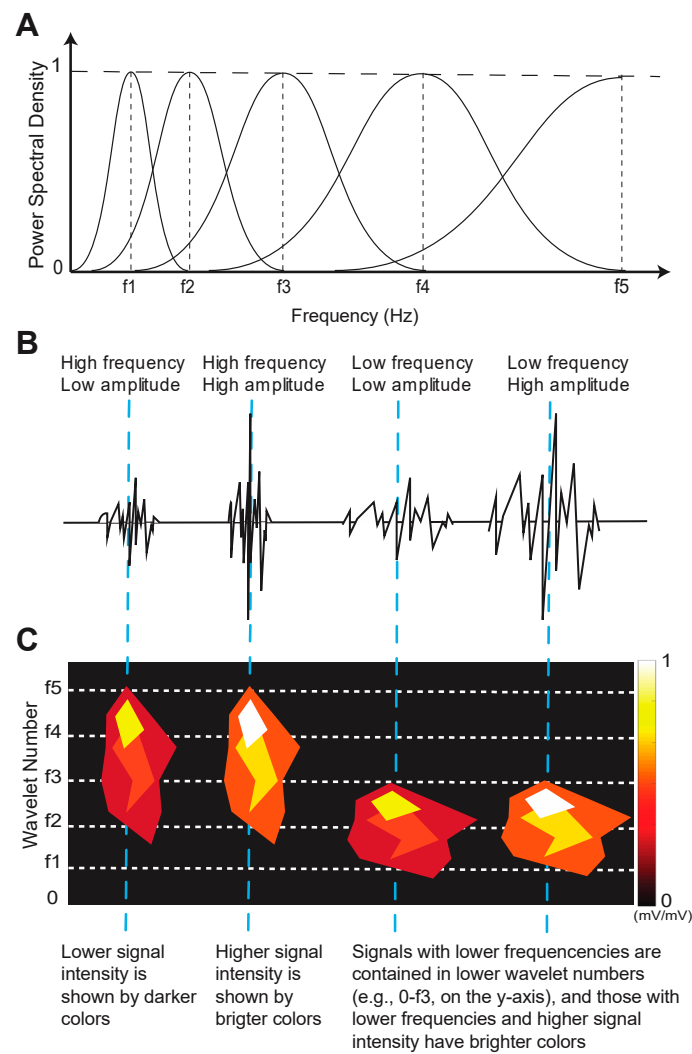 A
Power Spectral Density
1
0
f1 f2 f3 f4 f5
Frequency (Hz)
B
High frequency
Low amplitude
High frequency
High amplitude
Low frequency
Low amplitude
Low frequency
High amplitude
C
Wavelet Number
f5
f4
f3
f2
f1
0
1
0
(mV/mV)
Lower signal
intensity is
shown by darker
colors
Higher signal
intensity is
shown by
brigter colors
Signals with lower frequencencies are
contained in lower wavelet numbers
(e.g., 0-f3, on the y-axis), and those with
lower frequencies and higher signal
intensity have brighter colors